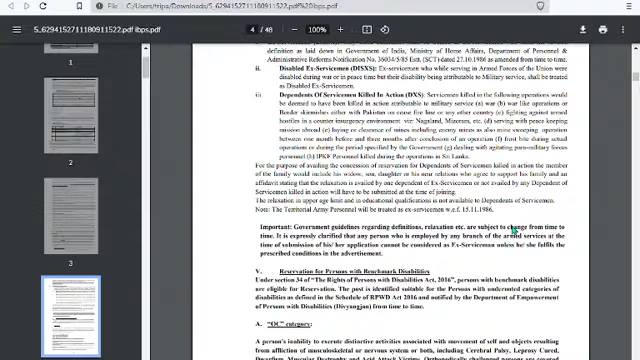 File C:/Users/tripa/Downloads/5_6291527111809011522.pdf%20ibps.pdf
5_6291527111809011522.pdf ibps.pdf
4 / 48
100%
1
2
3
definition as laid down in Government of India, Ministry of Home Affairs, Department of Personnel &
Administrative Reforms Notification No. 36034/5/85 Estt. (SCT) dated 27.10.1986 as amended from time to time.
ii. Disabled Ex-Servicemen (DISXS): Ex-servicemen who while serving in Armed Forces of the Union were
disabled during war or in peace time but their disability being attributable to Military service, shall be treated
as Disabled Ex-Servicemen.
iii. Dependents Of Servicemen Killed In Action (DXS): Servicemen killed in the following operations would
be deemed to have been killed in action attributable to military service (a) war (b) war like operations or
Border skirmishes either with Pakistan on cease fire line or any other country (c) fighting against armed
hostiles in a counter insurgency environment viz: Nagaland, Mizoram, etc. (d) serving with peace keeping
mission abroad (e) laying or clearance of mines including enemy mines as also mine sweeping operation
between one month before and three months after conclusion of an operation (f) frost bite during actual
operations or during the period specified by the Government (g) dealing with agitating para-military forces
personnel (h) IPKF Personnel killed during the operations in Sri Lanka.
For the purpose of availing the concession of reservation for Dependents of Servicemen killed in action the member
of the family would include his widow, son, daughter or his near relations who agree to support his family and an
affidavit stating that the relaxation is availed by one dependent of Ex-Servicemen or not availed by any Dependent of
Servicemen killed in action will have to be submitted at the time of joining.
The relaxation in upper age limit and in educational qualifications is not available to Dependents of Servicemen.
Note: The Territorial Army Personnel will be treated as ex-servicemen w.e.f. 15.11.1986.
Important: Government guidelines regarding definitions, relaxation etc. are subject to change from time to
time. It is expressly clarified that any person who is employed by any branch of the armed services at the
time of submission of his/ her application cannot be considered as Ex-Serviceman unless he/ she fulfils the
prescribed conditions in the advertisement.
V. Reservation for Persons with Benchmark Disabilities
Under section 34 of "The Rights of Persons with Disabilities Act, 2016", persons with benchmark disabilities
are eligible for Reservation. The post is identified suitable for the Persons with undernoted categories of
disabilities as defined in the Schedule of RPWD Act 2016 and notified by the Department of Empowerment
of Persons with Disabilities (Divyangjan) from time to time.
A. "OC" category:
A person's inability to execute distinctive activities associated with movement of self and objects resulting
from affliction of musculoskeletal or nervous system or both, including Cerebral Palsy, Leprosy Cured,
Dwarfism, Muscular Dystrophy and Acid Attack Victims. Orthopedically challenged persons are covered